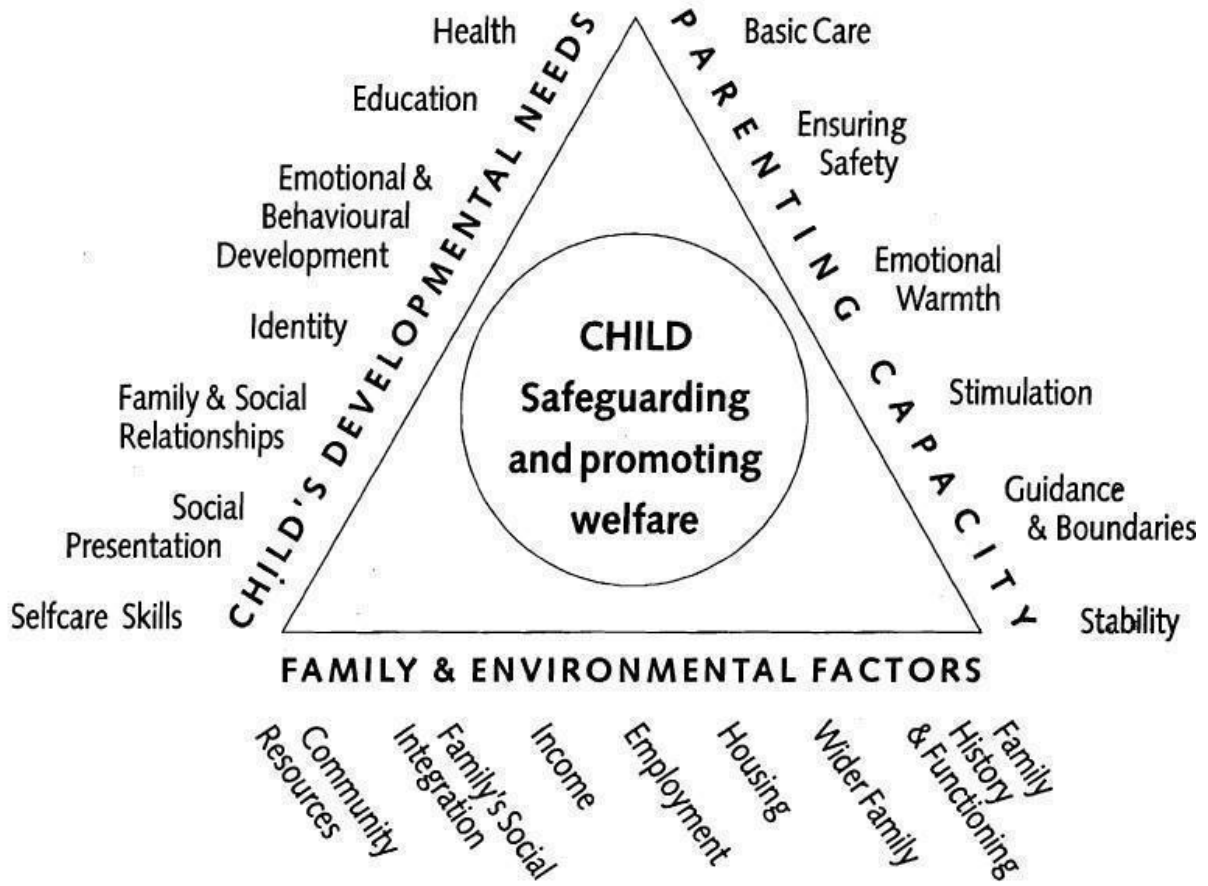 Health
Education
Emotional &
Behavioural
Development
Identity
Family & Social
Relationships
Social
Presentation
Selfcare Skills
CHILD'S DEVELOPMENTAL NEEDS
CHILD
Safeguarding
and promoting
welfare
PARENTING CAPACITY
Basic Care
Ensuring
Safety
Emotional
Warmth
Stimulation
Guidance
& Boundaries
Stability
FAMILY & ENVIRONMENTAL FACTORS
Community
Resources
Family's Social
Integration
Income
Employment
Housing
Wider Family
Family
History
& Functioning